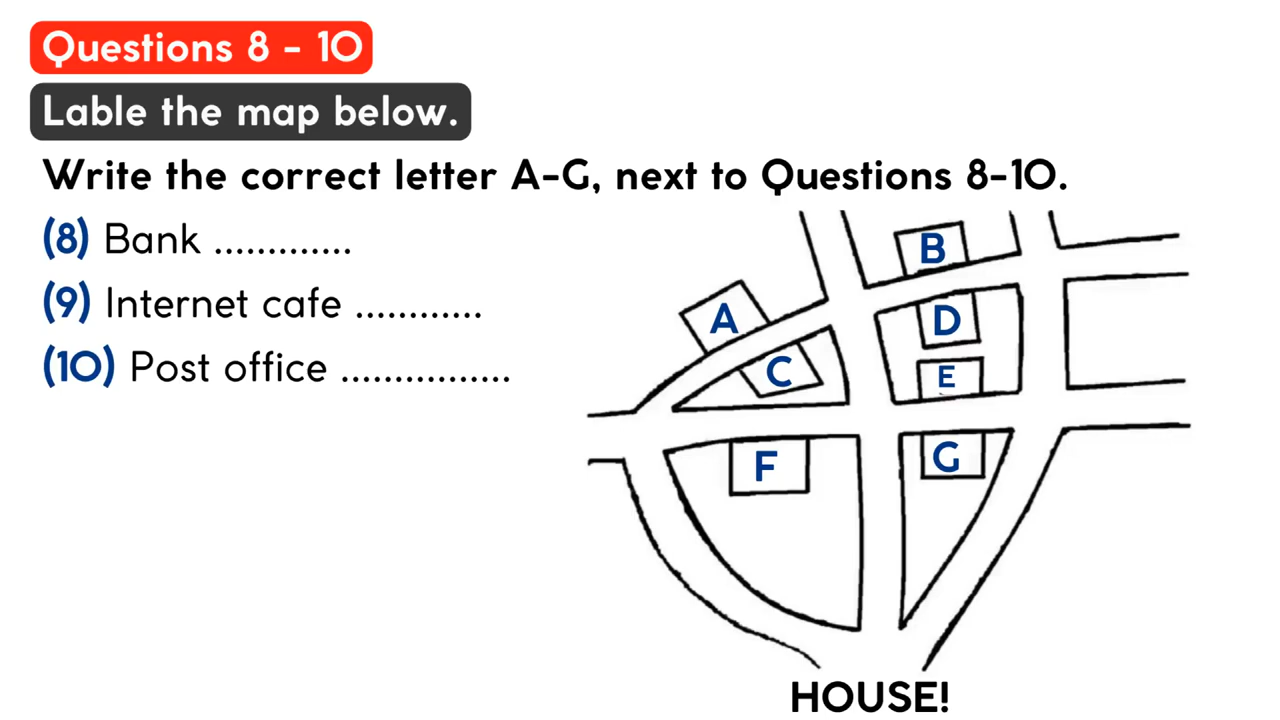 Questions 8 - 10
Lable the map below.
Write the correct letter A-G, next to Questions 8-10.
(8) Bank .............
(9) Internet cafe ............
(10) Post office ................
B
A
D
C
E
F
G
HOUSE!